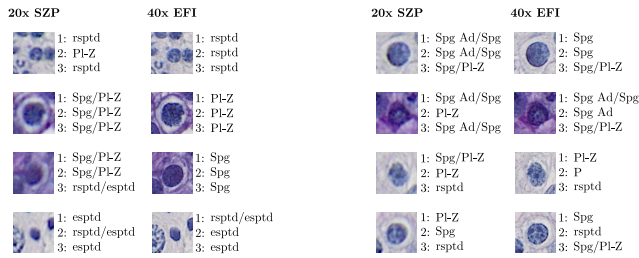 20x SZP 40x EFI 20x SZP 40x EFI
1: rsptd
2: Pl-Z
3: rsptd
1: rsptd
2: rsptd
3: rsptd
1: Spg Ad/Spg
2: Spg Ad/Spg
3: Spg/Pl-Z
1: Spg
2: Spg
3: Spg/Pl-Z
1: Spg/Pl-Z
2: Spg/Pl-Z
3: Spg/Pl-Z
1: Pl-Z
2: Pl-Z
3: Pl-Z
1: Spg Ad/Spg
2: Pl-Z
3: Spg Ad/Spg
1: Spg Ad/Spg
2: Spg Ad
3: Spg/Pl-Z
1: Spg/Pl-Z
2: Spg/Pl-Z
3: rsptd/esptd
1: Spg
2: Spg
3: Spg
1: Spg/Pl-Z
2: Pl-Z
3: rsptd
1: Pl-Z
2: P
3: rsptd
1: esptd
2: rsptd/esptd
3: esptd
1: rsptd/esptd
2: esptd
3: esptd
1: Pl-Z
2: Spg
3: rsptd
1: Spg
2: rsptd
3: Spg/Pl-Z